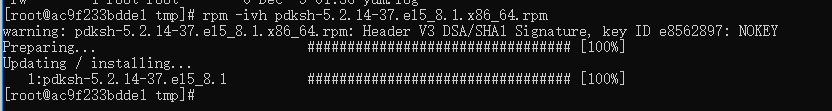 [root@ac9f233bdde1 tmp]# rpm -ivh pdksh-5.2.14-37.el5_8.1.x86_64.rpm
warning: pdksh-5.2.14-37.el5_8.1.x86_64.rpm: Header V3 DSA/SHA1 Signature, key ID e8562897: NOKEY
Preparing... ################################# [100%]
Updating / installing...
1:pdksh-5.2.14-37.el5_8.1 ################################# [100%]
[root@ac9f233bdde1 tmp]#